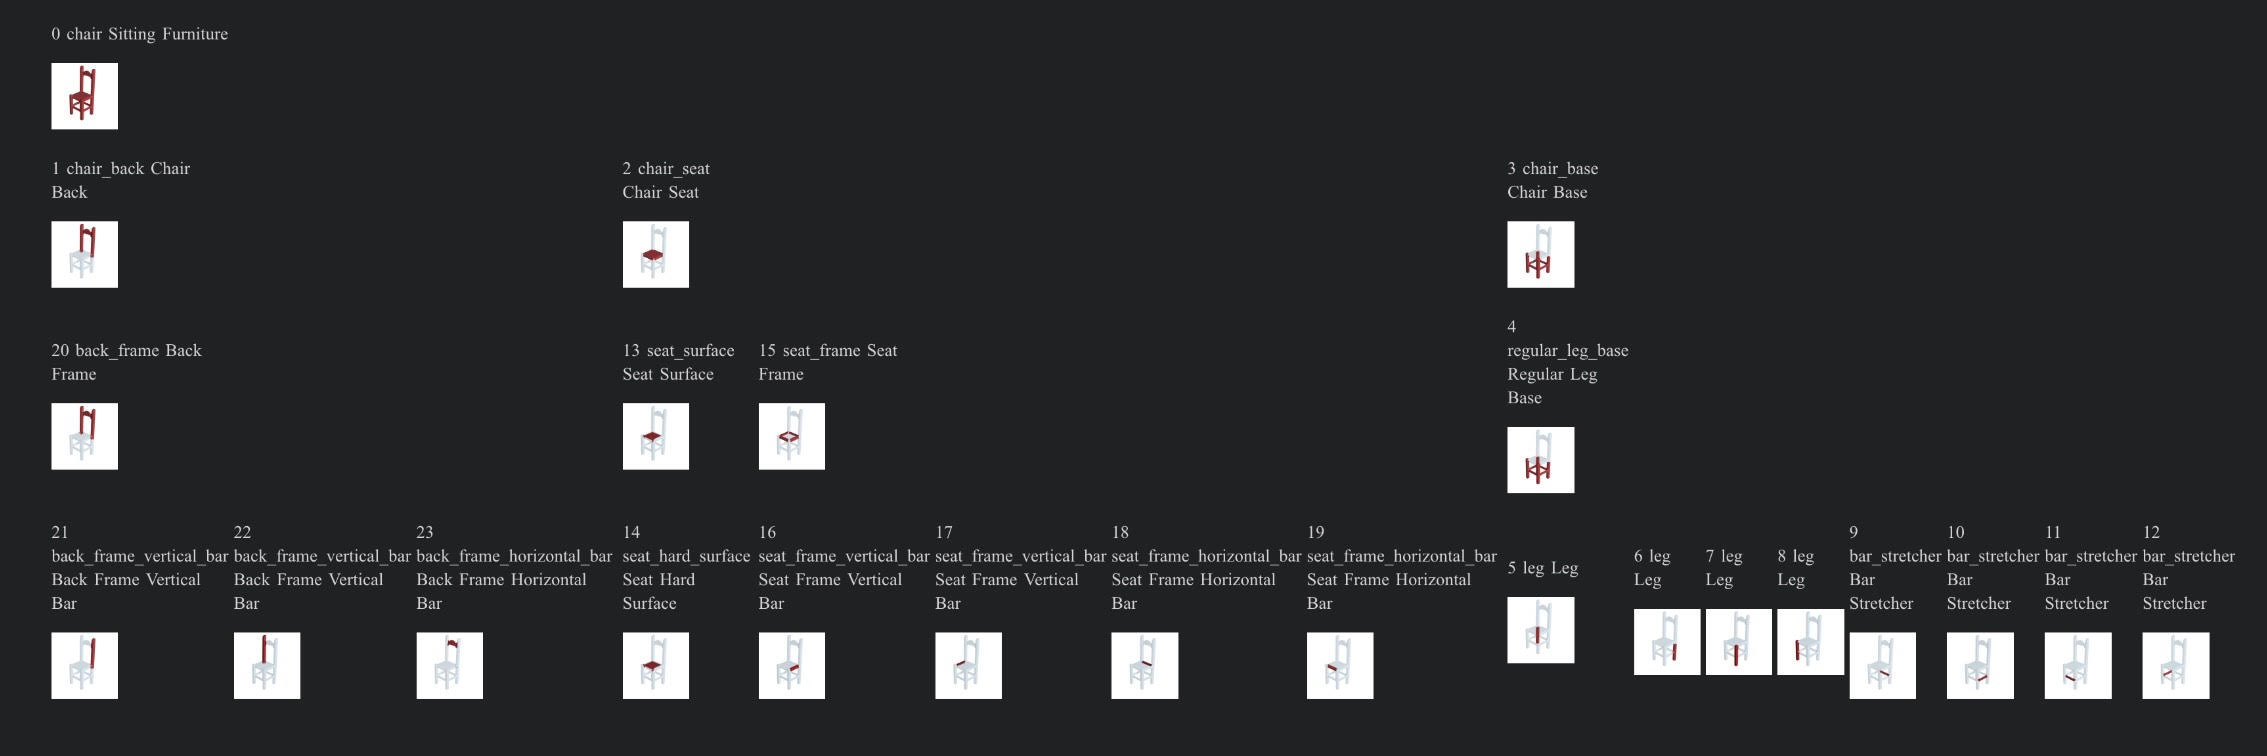 0 chair Sitting Furniture
1 chair_back Chair
Back
2 chair_seat
Chair Seat
3 chair_base
Chair Base
20 back_frame Back
Frame
13 seat_surface
Seat Surface
15 seat_frame Seat
Frame
4
regular_leg_base
Regular Leg
Base
21
back_frame_vertical_bar
Back Frame Vertical
Bar
22
back_frame_vertical_bar
Back Frame Vertical
Bar
23
back_frame_horizontal_bar
Back Frame Horizontal
Bar
14
seat_hard_surface
Seat Hard
Surface
16
seat_frame_vertical_bar
Seat Frame Vertical
Bar
17
seat_frame_vertical_bar
Seat Frame Vertical
Bar
18
seat_frame_horizontal_bar
Seat Frame Horizontal
Bar
19
seat_frame_horizontal_bar
Seat Frame Horizontal
Bar
5 leg Leg
6 leg
Leg
7 leg
Leg
8 leg
Leg
9
bar_stretcher
Bar
Stretcher
10
bar_stretcher
Bar
Stretcher
11
bar_stretcher
Bar
Stretcher
12
bar_stretcher
Bar
Stretcher